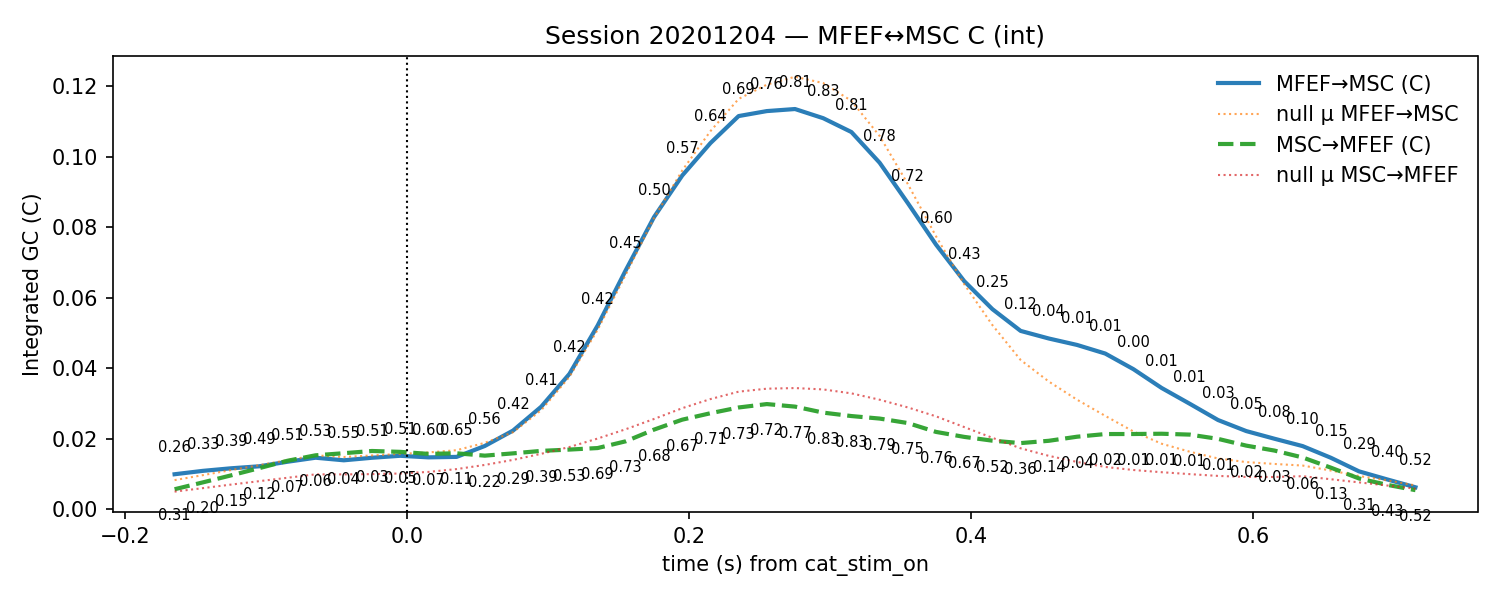 Session 20201204 — MFEF↔MSC C (int)
Integrated GC (C)
0.12
0.10
0.08
0.06
0.04
0.02
0.00
MFEF→MSC (C)
null μ MFEF→MSC
MSC→MFEF (C)
null μ MSC→MFEF
0.26 0.33 0.39 0.49 0.51 0.53 0.55 0.51 0.51 0.60 0.65 0.56 0.42 0.41 0.42 0.42 0.45 0.50 0.57 0.64 0.69 0.76 0.81 0.83 0.81 0.78 0.72 0.60 0.43 0.25 0.12 0.04 0.01 0.01 0.00 0.01 0.01 0.03 0.05 0.08 0.10 0.15 0.29 0.40 0.52
0.31 0.20 0.15 0.12 0.07 0.06 0.04 0.03 0.05 0.07 0.11 0.22 0.29 0.39 0.53 0.69 0.73 0.68 0.67 0.71 0.73 0.72 0.77 0.83 0.83 0.79 0.75 0.76 0.67 0.52 0.36 0.14 0.04 0.02 0.01 0.01 0.01 0.01 0.02 0.03 0.06 0.13 0.31 0.43 0.52
−0.2 0.0 0.2 0.4 0.6
time (s) from cat_stim_on